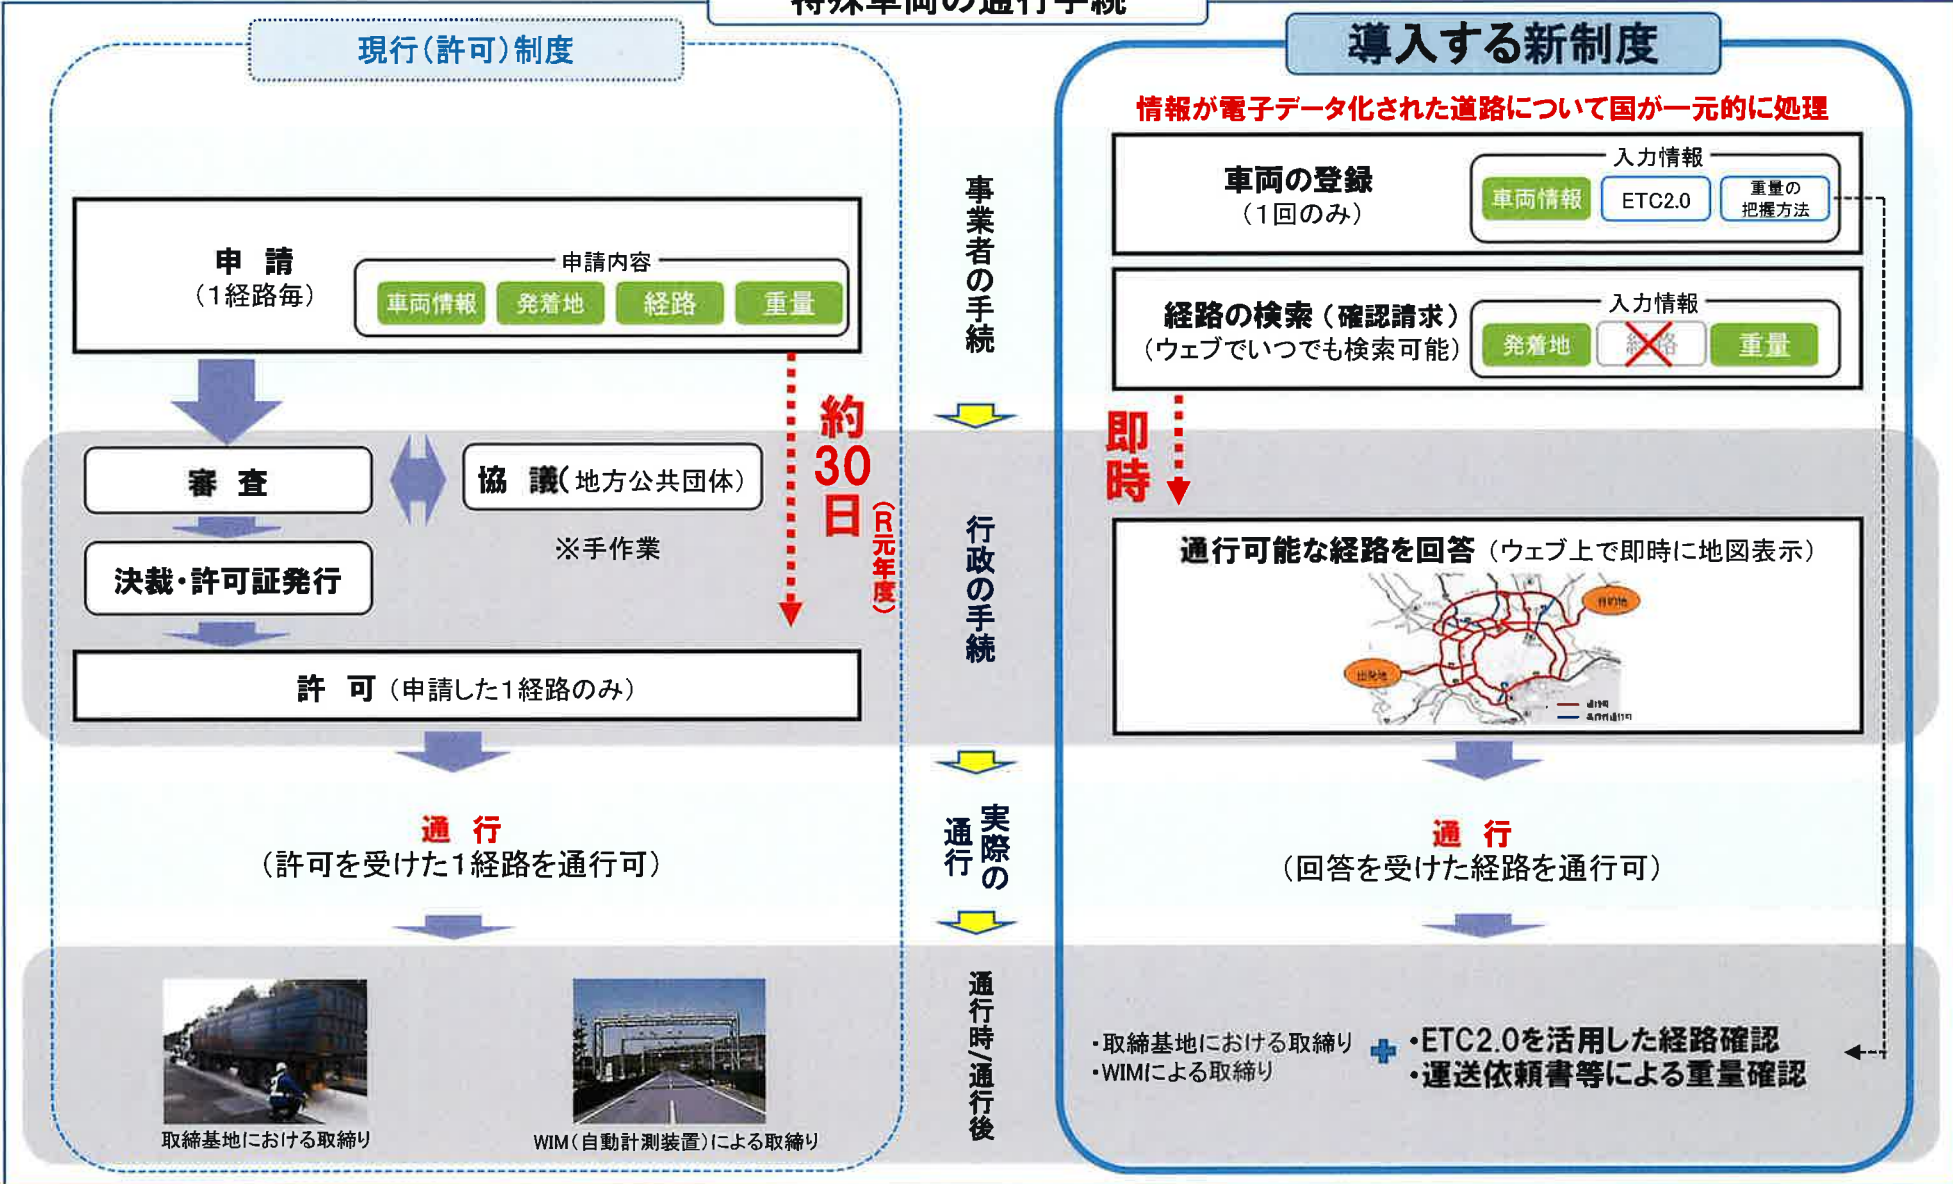 特殊車両の通行手続
現行(許可)制度
申 請
(1経路毎)
申請内容
車両情報
発着地
経路
重量
審 査
協 議(地方公共団体)
※手作業
決裁・許可証発行
約30日
(R元年度)
許 可(申請した1経路のみ)
通 行
(許可を受けた1経路を通行可)
取締基地における取締り
WIM(自動計測装置)による取締り
事業者の手続
行政の手続
実際の
通行
通行時/通行後
導入する新制度
情報が電子データ化された道路について国が一元的に処理
車両の登録
(1回のみ)
入力情報
車両情報
ETC2.0
重量の
把握方法
経路の検索(確認請求)
(ウェブでいつでも検索可能)
入力情報
発着地
経路
重量
即時
通行可能な経路を回答(ウェブ上で即時に地図表示)
目的地
出発地
通 行
(回答を受けた経路を通行可)
・取締基地における取締り
・WIMによる取締り
・ETC2.0を活用した経路確認
・運送依頼書等による重量確認